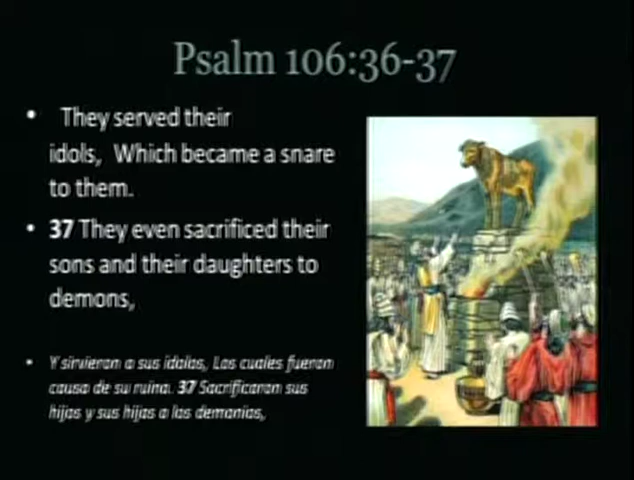 Psalm 106:36-37
• They served their
idols, Which became a snare
to them.
• 37 They even sacrificed their
sons and their daughters to
demons,
• Y sirvieron a sus idolos, Los cuales fueron
causa de su ruina. 37 Sacrificaron sus
hijos y sus hijas a los demonios,